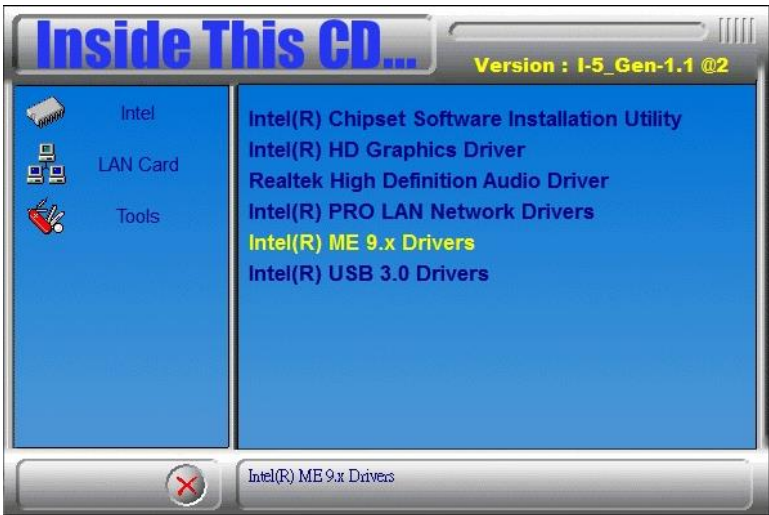 Inside This CD...
Version : I-5_Gen-1.1 @2
Intel
LAN Card
Tools
Intel(R) Chipset Software Installation Utility
Intel(R) HD Graphics Driver
Realtek High Definition Audio Driver
Intel(R) PRO LAN Network Drivers
Intel(R) ME 9.x Drivers
Intel(R) USB 3.0 Drivers
Intel(R) ME 9.x Drivers